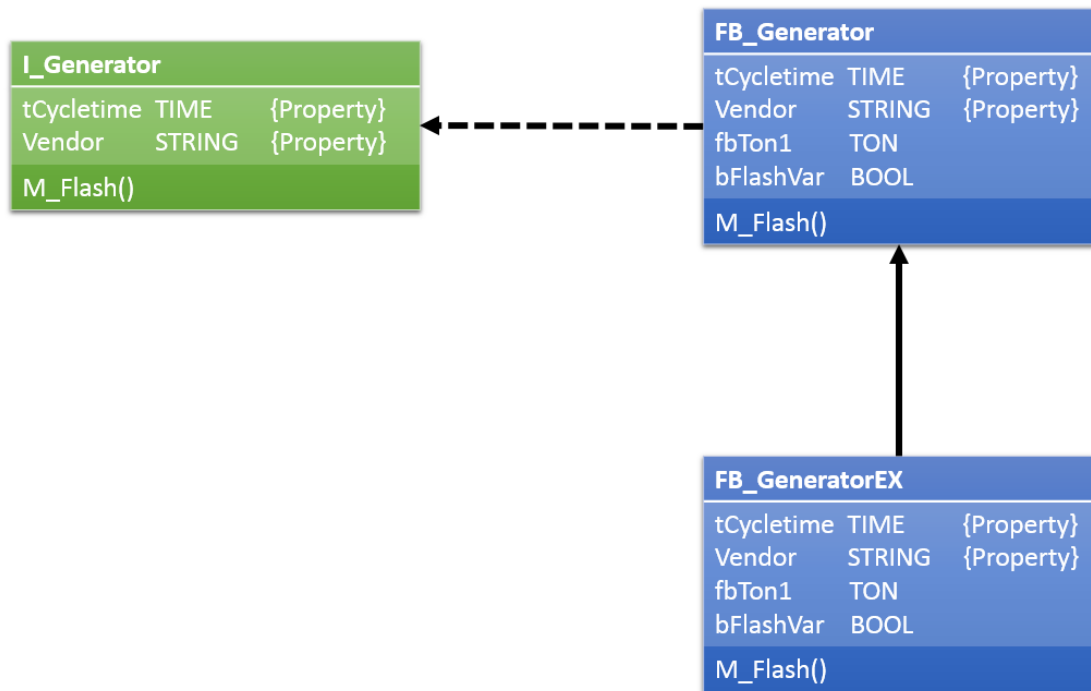 I_Generator
tCycletime TIME {Property}
Vendor STRING {Property}
M_Flash()
FB_Generator
tCycletime TIME {Property}
Vendor STRING {Property}
fbTon1 TON
bFlashVar BOOL
M_Flash()
FB_GeneratorEX
tCycletime TIME {Property}
Vendor STRING {Property}
fbTon1 TON
bFlashVar BOOL
M_Flash()